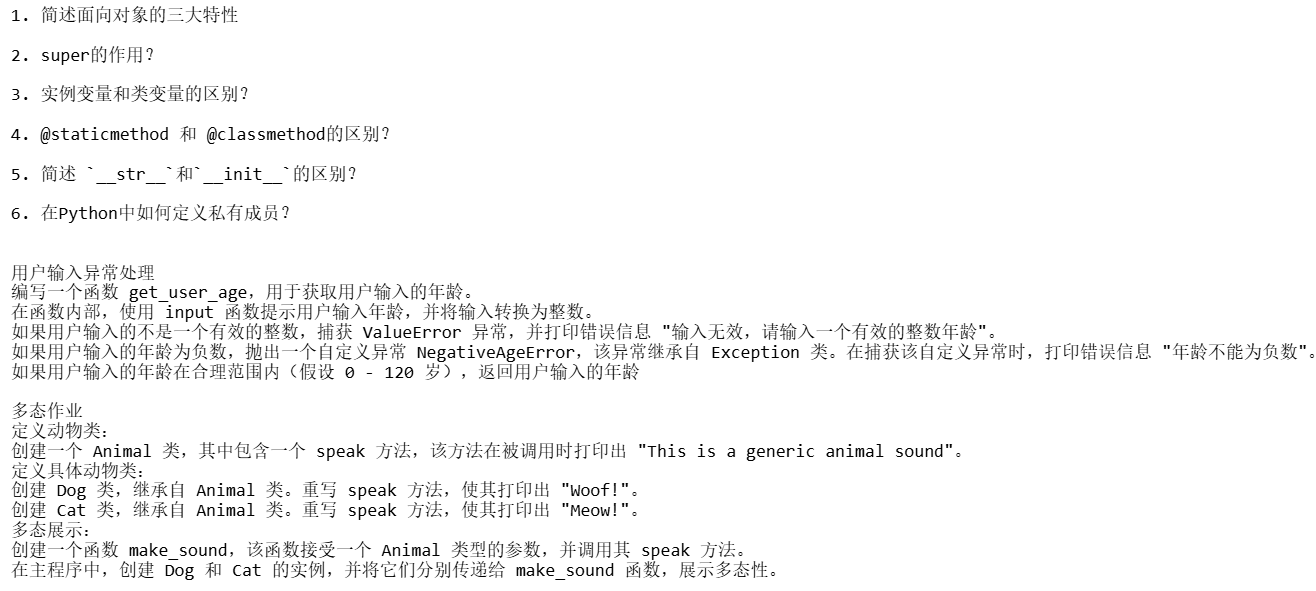 1. 简述面向对象的三大特性
2. super的作用?
3. 实例变量和类变量的区别?
4. @staticmethod 和 @classmethod的区别?
5. 简述 `__str__`和`__init__`的区别?
6. 在Python中如何定义私有成员?
用户输入异常处理
编写一个函数 get_user_age，用于获取用户输入的年龄。
在函数内部，使用 input 函数提示用户输入年龄，并将输入转换为整数。
如果用户输入的不是一个有效的整数，捕获 ValueError 异常，并打印错误信息 "输入无效，请输入一个有效的整数年龄"。
如果用户输入的年龄为负数，抛出一个自定义异常 NegativeAgeError，该异常继承自 Exception 类。在捕获该自定义异常时，打印错误信息 "年龄不能为负数"。
如果用户输入的年龄在合理范围内（假设 0 - 120 岁），返回用户输入的年龄
多态作业
定义动物类：
创建一个 Animal 类，其中包含一个 speak 方法，该方法在被调用时打印出 "This is a generic animal sound"。
定义具体动物类：
创建 Dog 类，继承自 Animal 类。重写 speak 方法，使其打印出 "Woof!"。
创建 Cat 类，继承自 Animal 类。重写 speak 方法，使其打印出 "Meow!"。
多态展示：
创建一个函数 make_sound，该函数接受一个 Animal 类型的参数，并调用其 speak 方法。
在主程序中，创建 Dog 和 Cat 的实例，并将它们分别传递给 make_sound 函数，展示多态性。